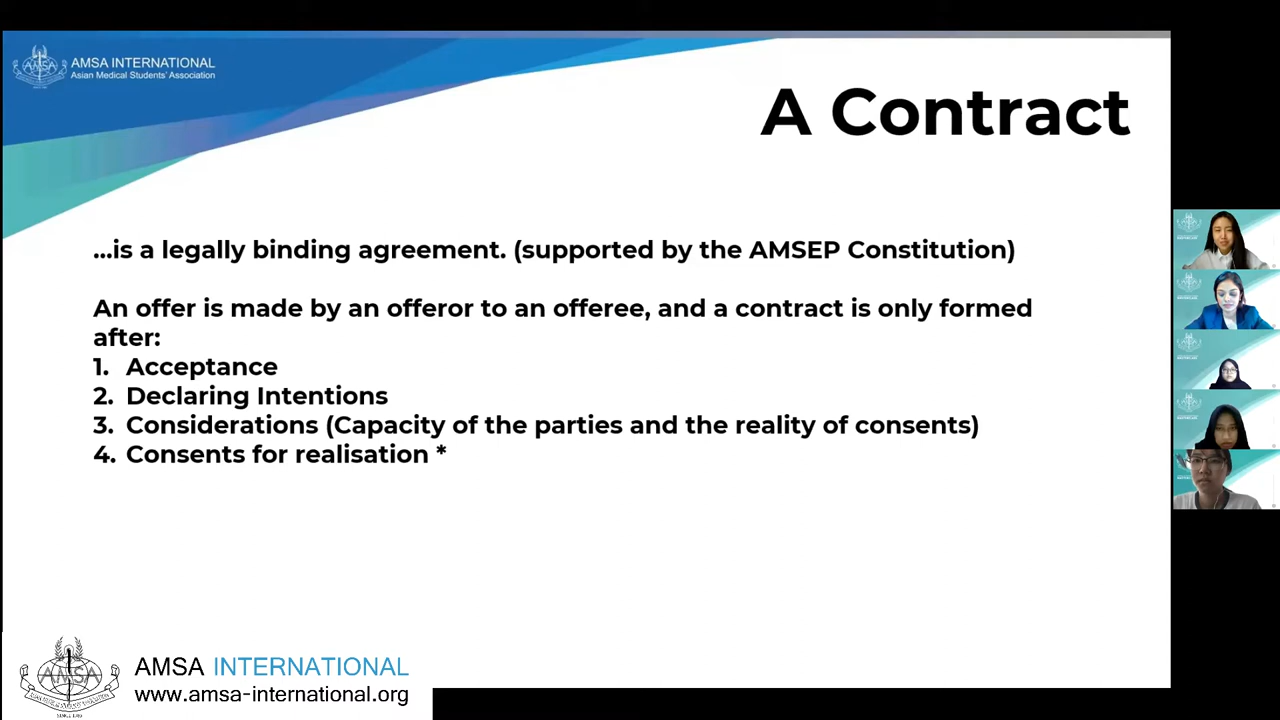 AMSA INTERNATIONAL
Asian Medical Students' Association
A Contract
...is a legally binding agreement. (supported by the AMSEP Constitution)
An offer is made by an offeror to an offeree, and a contract is only formed
after:
1. Acceptance
2. Declaring Intentions
3. Considerations (Capacity of the parties and the reality of consents)
4. Consents for realisation *
AMSA INTERNATIONAL
www.amsa-international.org